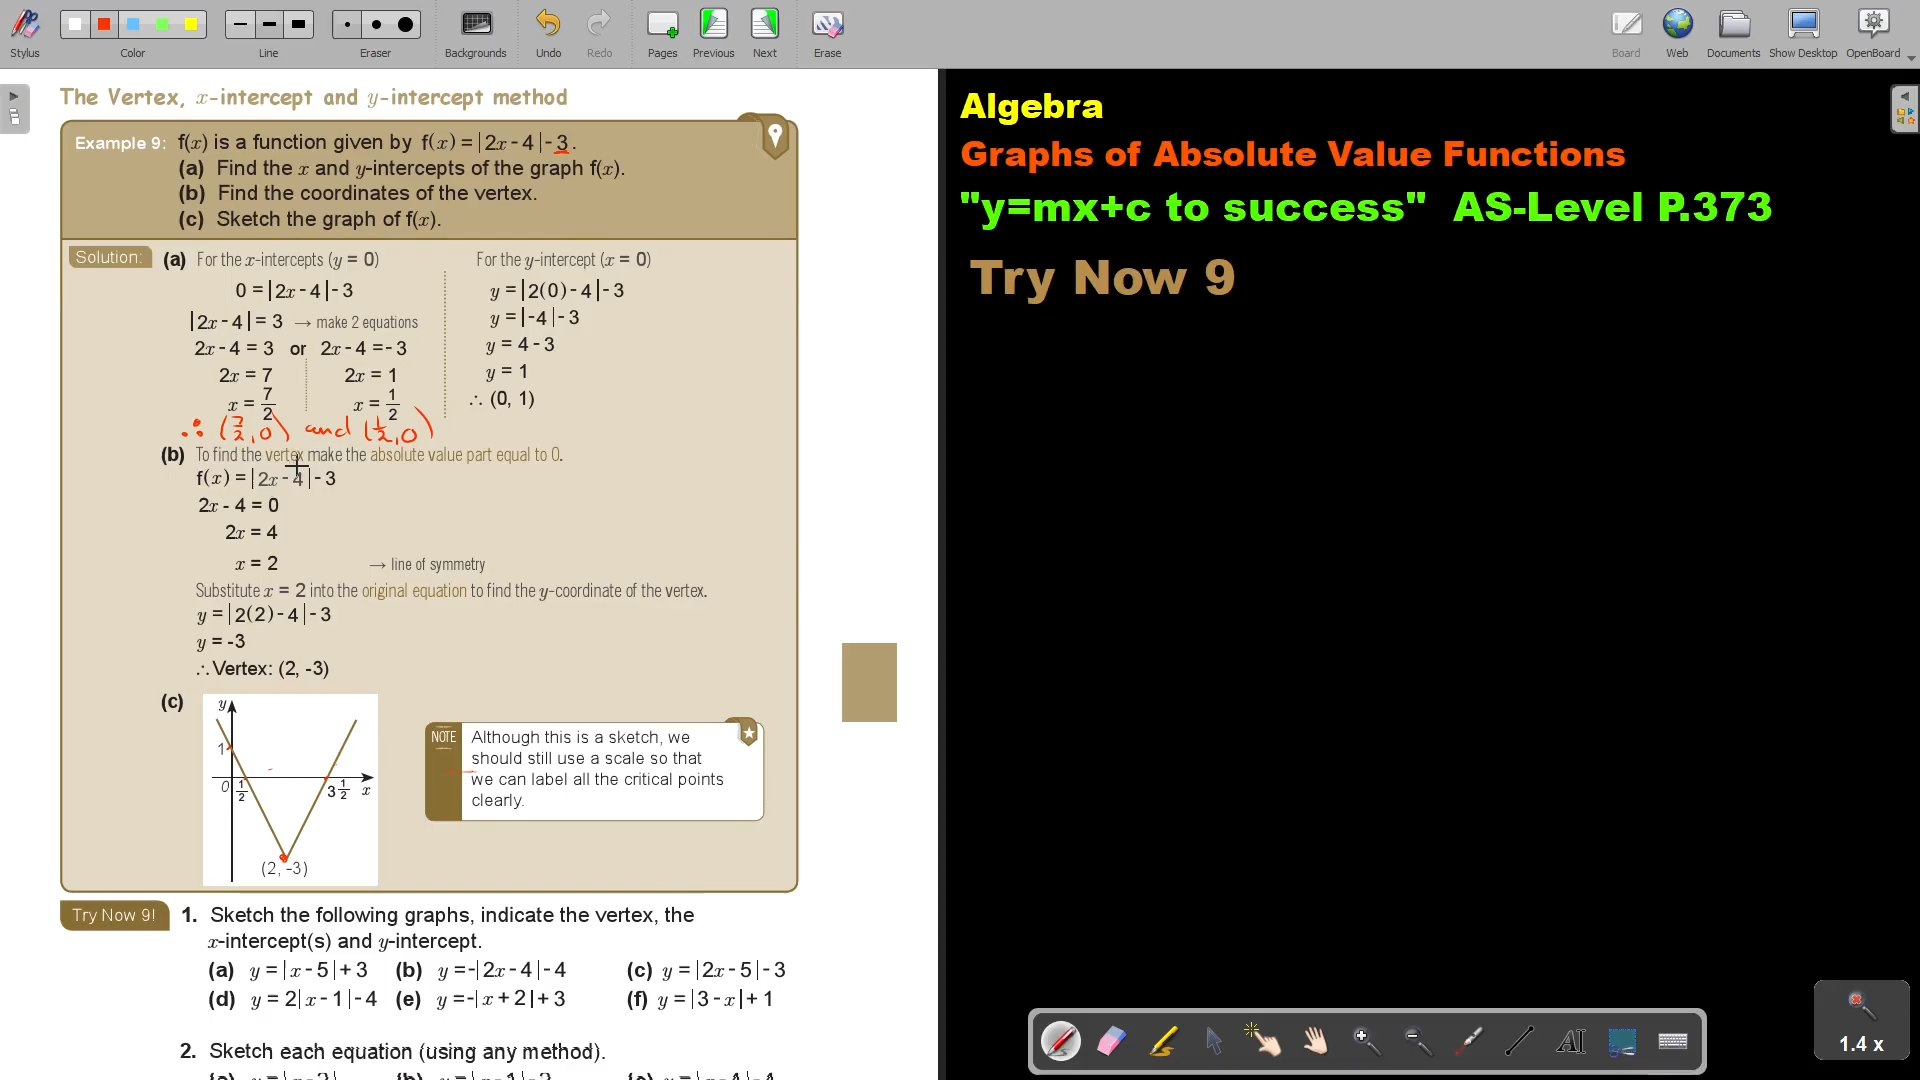 Stylus Color Line Eraser Backgrounds Undo Redo Pages Previous Next Erase Board Web Documents Show Desktop OpenBoard
The Vertex, x-intercept and y-intercept method
Example 9: f(x) is a function given by f(x) = |2x - 4| - 3.
(a) Find the x and y-intercepts of the graph f(x).
(b) Find the coordinates of the vertex.
(c) Sketch the graph of f(x).
Solution: (a) For the x-intercepts (y = 0)
0 = |2x - 4| - 3
|2x - 4| = 3 → make 2 equations
2x - 4 = 3 or 2x - 4 = -3
2x = 7 2x = 1
x = 7/2 x = 1/2
∴ (7/2, 0) and (1/2, 0)
For the y-intercept (x = 0)
y = |2(0) - 4| - 3
y = |-4| - 3
y = 4 - 3
y = 1
∴ (0, 1)
(b) To find the vertex make the absolute value part equal to 0.
f(x) = |2x - 4| - 3
2x - 4 = 0
2x = 4
x = 2 → line of symmetry
Substitute x = 2 into the original equation to find the y-coordinate of the vertex.
y = |2(2) - 4| - 3
y = -3
∴ Vertex: (2, -3)
(c)
y
1
0 1/2 3 1/2 x
(2, -3)
NOTE Although this is a sketch, we
should still use a scale so that
we can label all the critical points
clearly.
Try Now 9! 1. Sketch the following graphs, indicate the vertex, the
x-intercept(s) and y-intercept.
(a) y = |x - 5| + 3 (b) y = -|2x - 4| - 4 (c) y = |2x - 5| - 3
(d) y = 2|x - 1| - 4 (e) y = -|x + 2| + 3 (f) y = |3 - x| + 1
2. Sketch each equation (using any method).
Algebra
Graphs of Absolute Value Functions
"y=mx+c to success" AS-Level P.373
Try Now 9
1.4 x